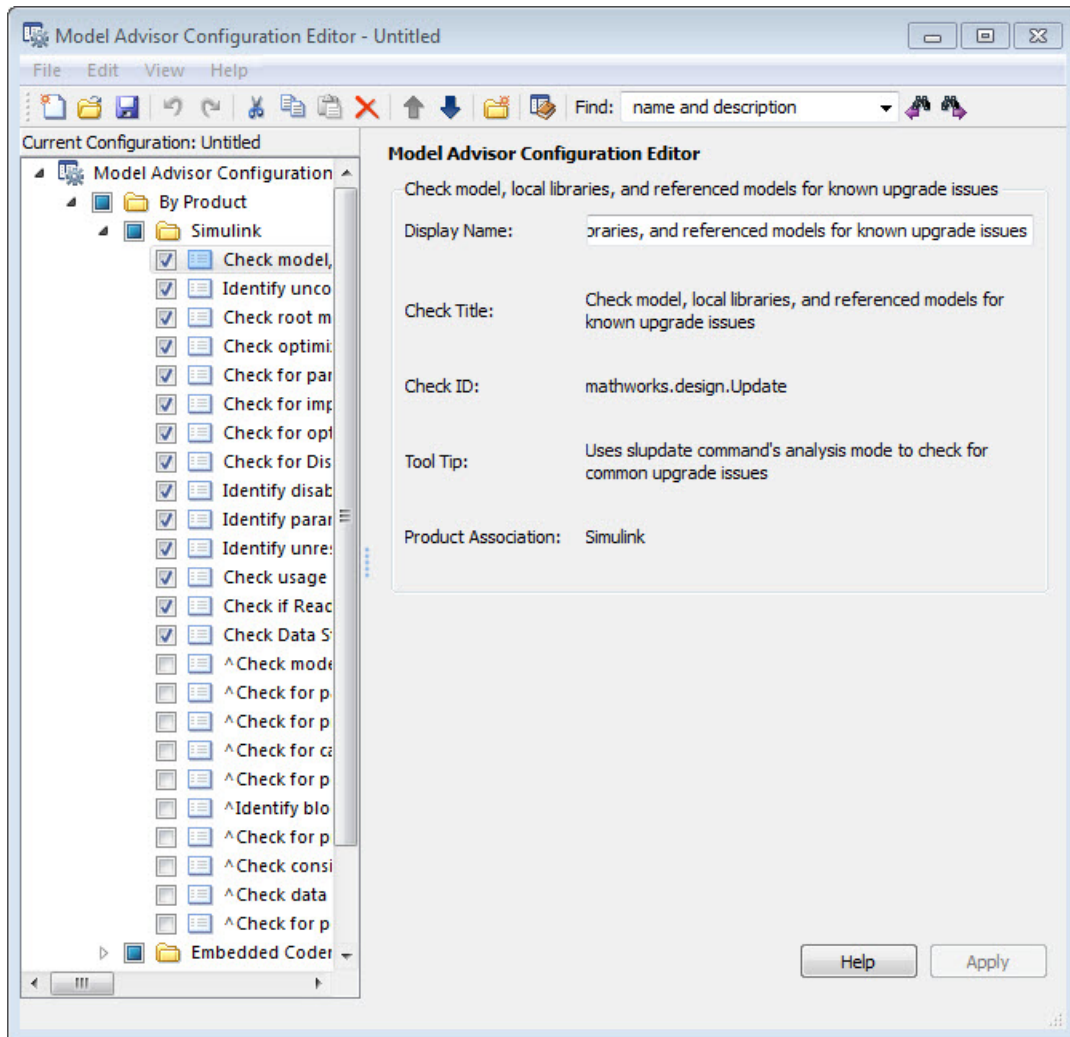 Model Advisor Configuration Editor - Untitled
File Edit View Help
Find: name and description
Current Configuration: Untitled
Model Advisor Configuration
By Product
Simulink
Check model,
Identify unco
Check root m
Check optimi
Check for par
Check for imp
Check for opt
Check for Dis
Identify disab
Identify parar
Identify unre
Check usage
Check if Reac
Check Data S
^Check mode
^Check for p
^Check for p
^Check for ca
^Check for p
^Identify blo
^Check for p
^Check consi
^Check data
^Check for p
Embedded Coder
Model Advisor Configuration Editor
Check model, local libraries, and referenced models for known upgrade issues
Display Name: braries, and referenced models for known upgrade issues
Check Title: Check model, local libraries, and referenced models for
known upgrade issues
Check ID: mathworks.design.Update
Tool Tip: Uses slupdate command's analysis mode to check for
common upgrade issues
Product Association: Simulink
Help Apply